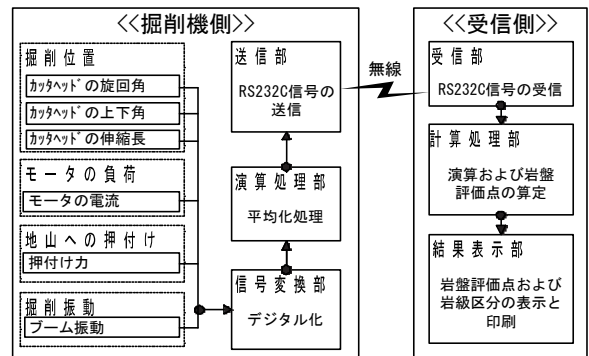 <<掘削機側>>
掘削位置
ｶｯﾀﾍｯﾄﾞの旋回角
ｶｯﾀﾍｯﾄﾞの上下角
ｶｯﾀﾍｯﾄﾞの伸縮長
モータの負荷
モータの電流
地山への押付け
押付け力
掘削振動
ブーム振動
送信部
RS232C信号の
送信
演算処理部
平均化処理
信号変換部
デジタル化
無線
<<受信側>>
受信部
RS232C信号の受信
計算処理部
演算および岩盤
評価点の算定
結果表示部
岩盤評価点および
岩級区分の表示と
印刷